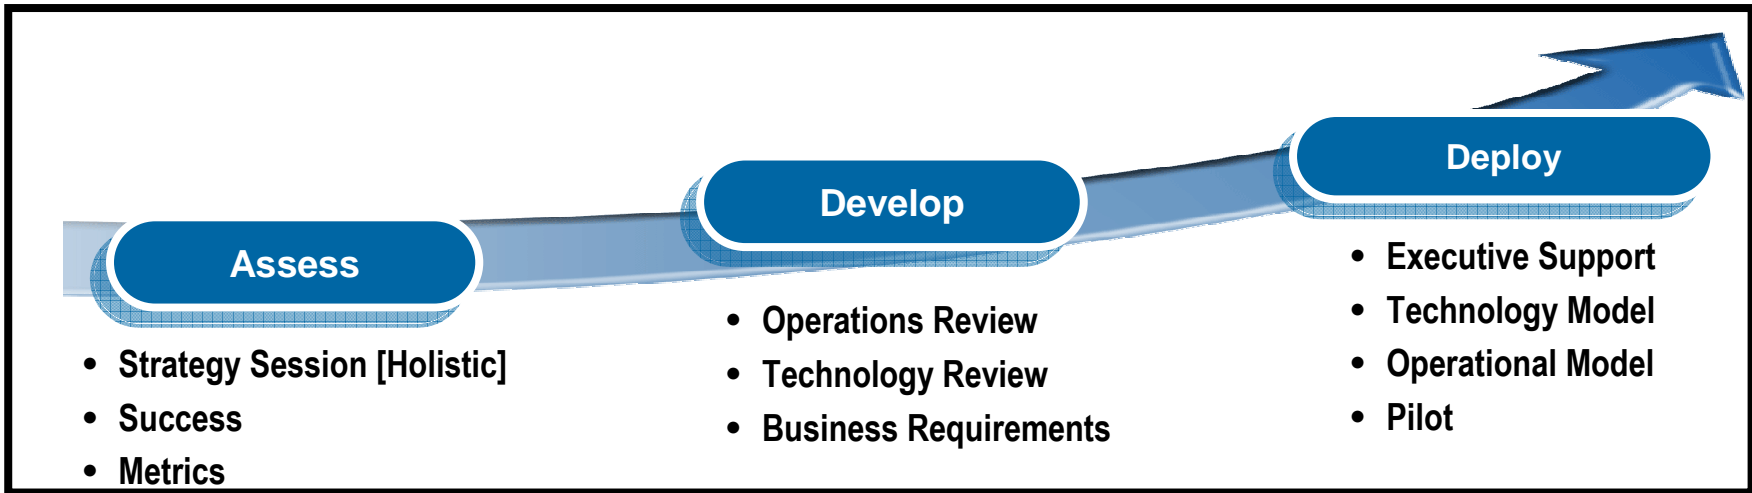 Assess
• Strategy Session [Holistic]
• Success
• Metrics
Develop
• Operations Review
• Technology Review
• Business Requirements
Deploy
• Executive Support
• Technology Model
• Operational Model
• Pilot